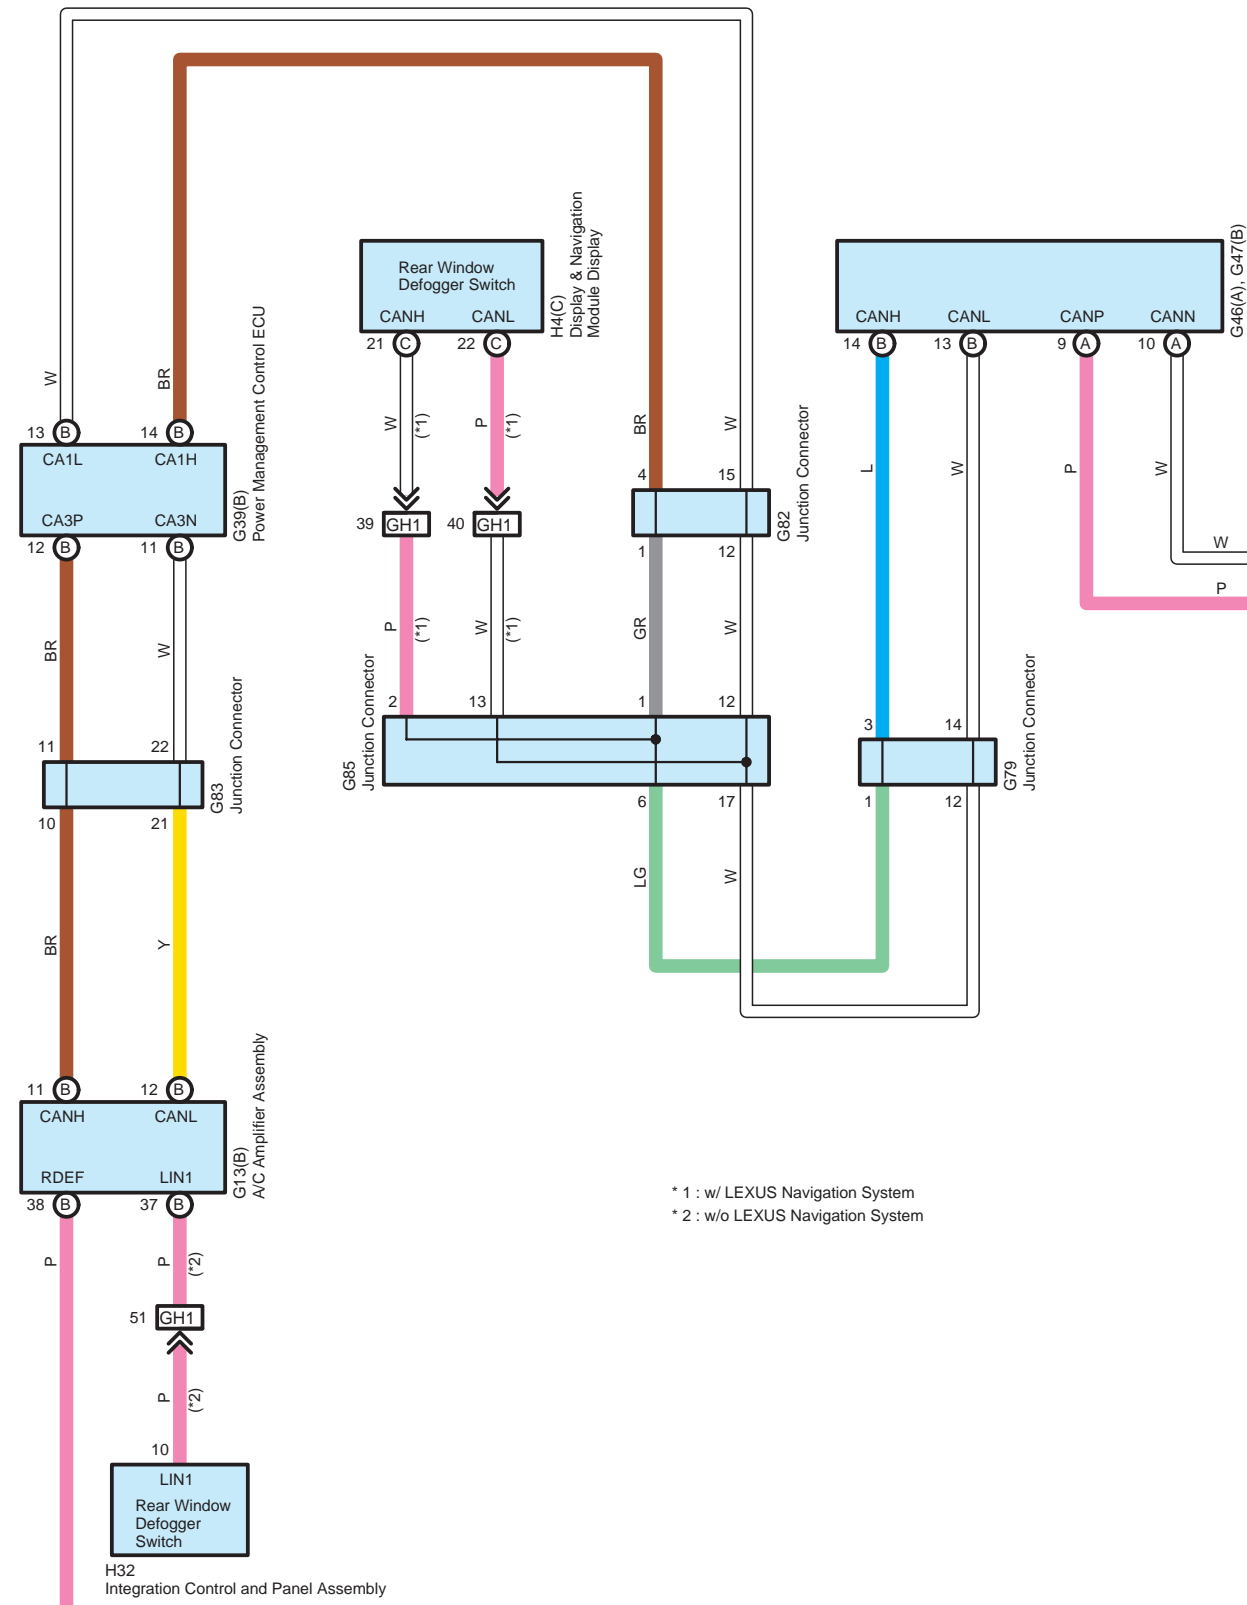 W
BR
Rear Window
Defogger Switch
CANH CANL
H4(C)
Display & Navigation
Module Display
21 C 22 C
CANH CANL CANP CANN
14 B 13 B 9 A 10 A
G46(A), G47(B)
13 B 14 B
CA1L CA1H
CA3P CA3N
12 B 11 B
G39(B)
Power Management Control ECU
W (*1)
P (*1)
39 GH1 40 GH1
P (*1)
W (*1)
BR W
4 15
1 12
G82
Junction Connector
GR W
L W P W
W
P
2 13 1 12
6 17
G85
Junction Connector
3 14
1 12
G79
Junction Connector
BR W
11 22
10 21
G83
Junction Connector
LG W
BR Y
11 B 12 B
CANH CANL
RDEF LIN1
38 B 37 B
G13(B)
A/C Amplifier Assembly
* 1 : w/ LEXUS Navigation System
* 2 : w/o LEXUS Navigation System
P P (*2)
51 GH1
P (*2)
10
LIN1
Rear Window
Defogger
Switch
H32
Integration Control and Panel Assembly